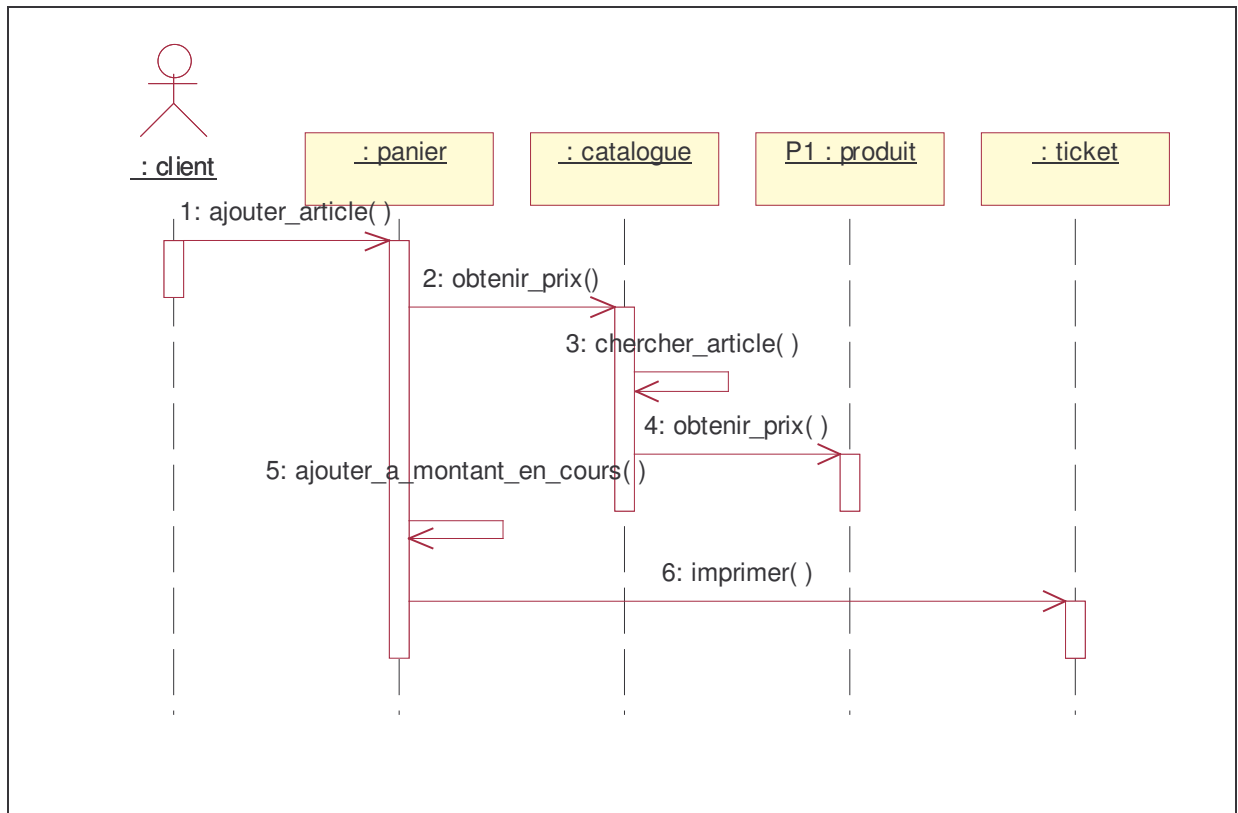 : client
: panier
: catalogue
P1 : produit
: ticket
1: ajouter_article( )
2: obtenir_prix()
3: chercher_article( )
4: obtenir_prix( )
5: ajouter_a_montant_en_cours( )
6: imprimer( )